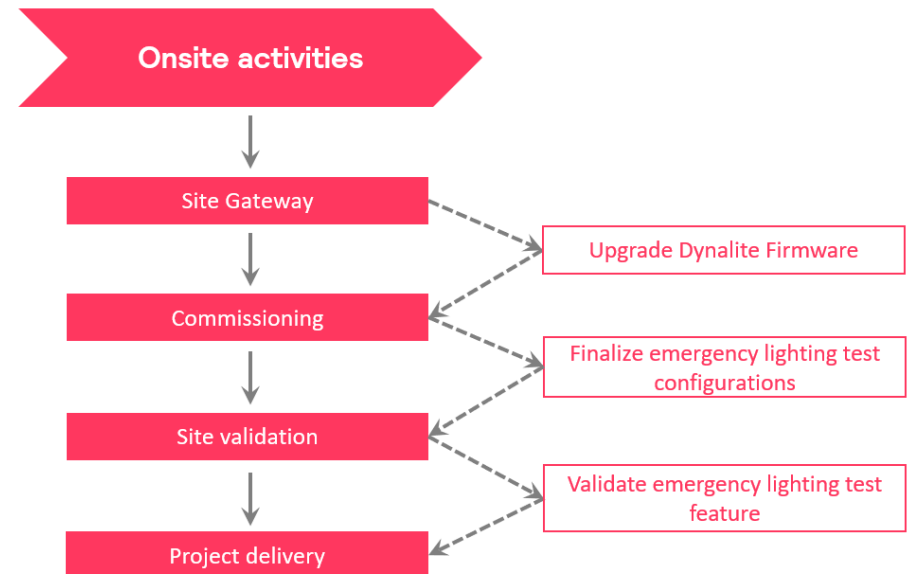 Onsite activities
Site Gateway
Upgrade Dynalite Firmware
Commissioning
Finalize emergency lighting test
configurations
Site validation
Validate emergency lighting test
feature
Project delivery